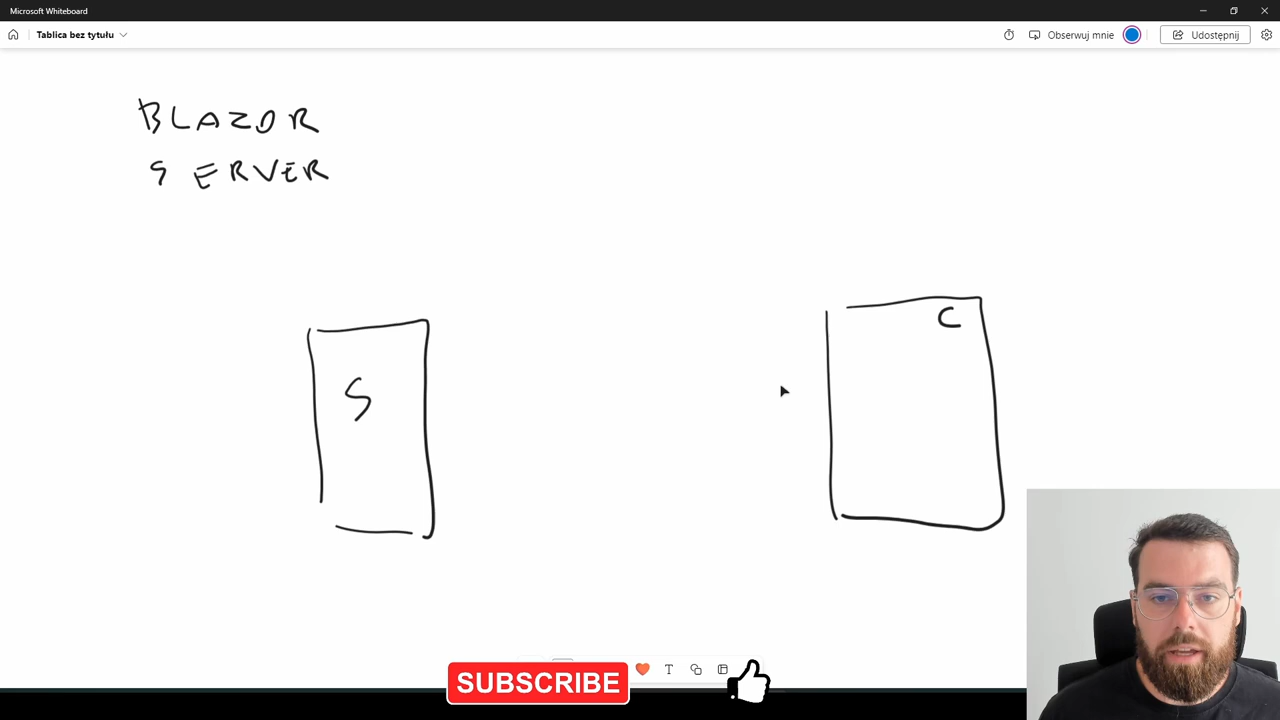 Microsoft Whiteboard
Tablica bez tytułu
Obserwuj mnie
Udostępnij
BLAZOR
SERVER
C
S
T
SUBSCRIBE